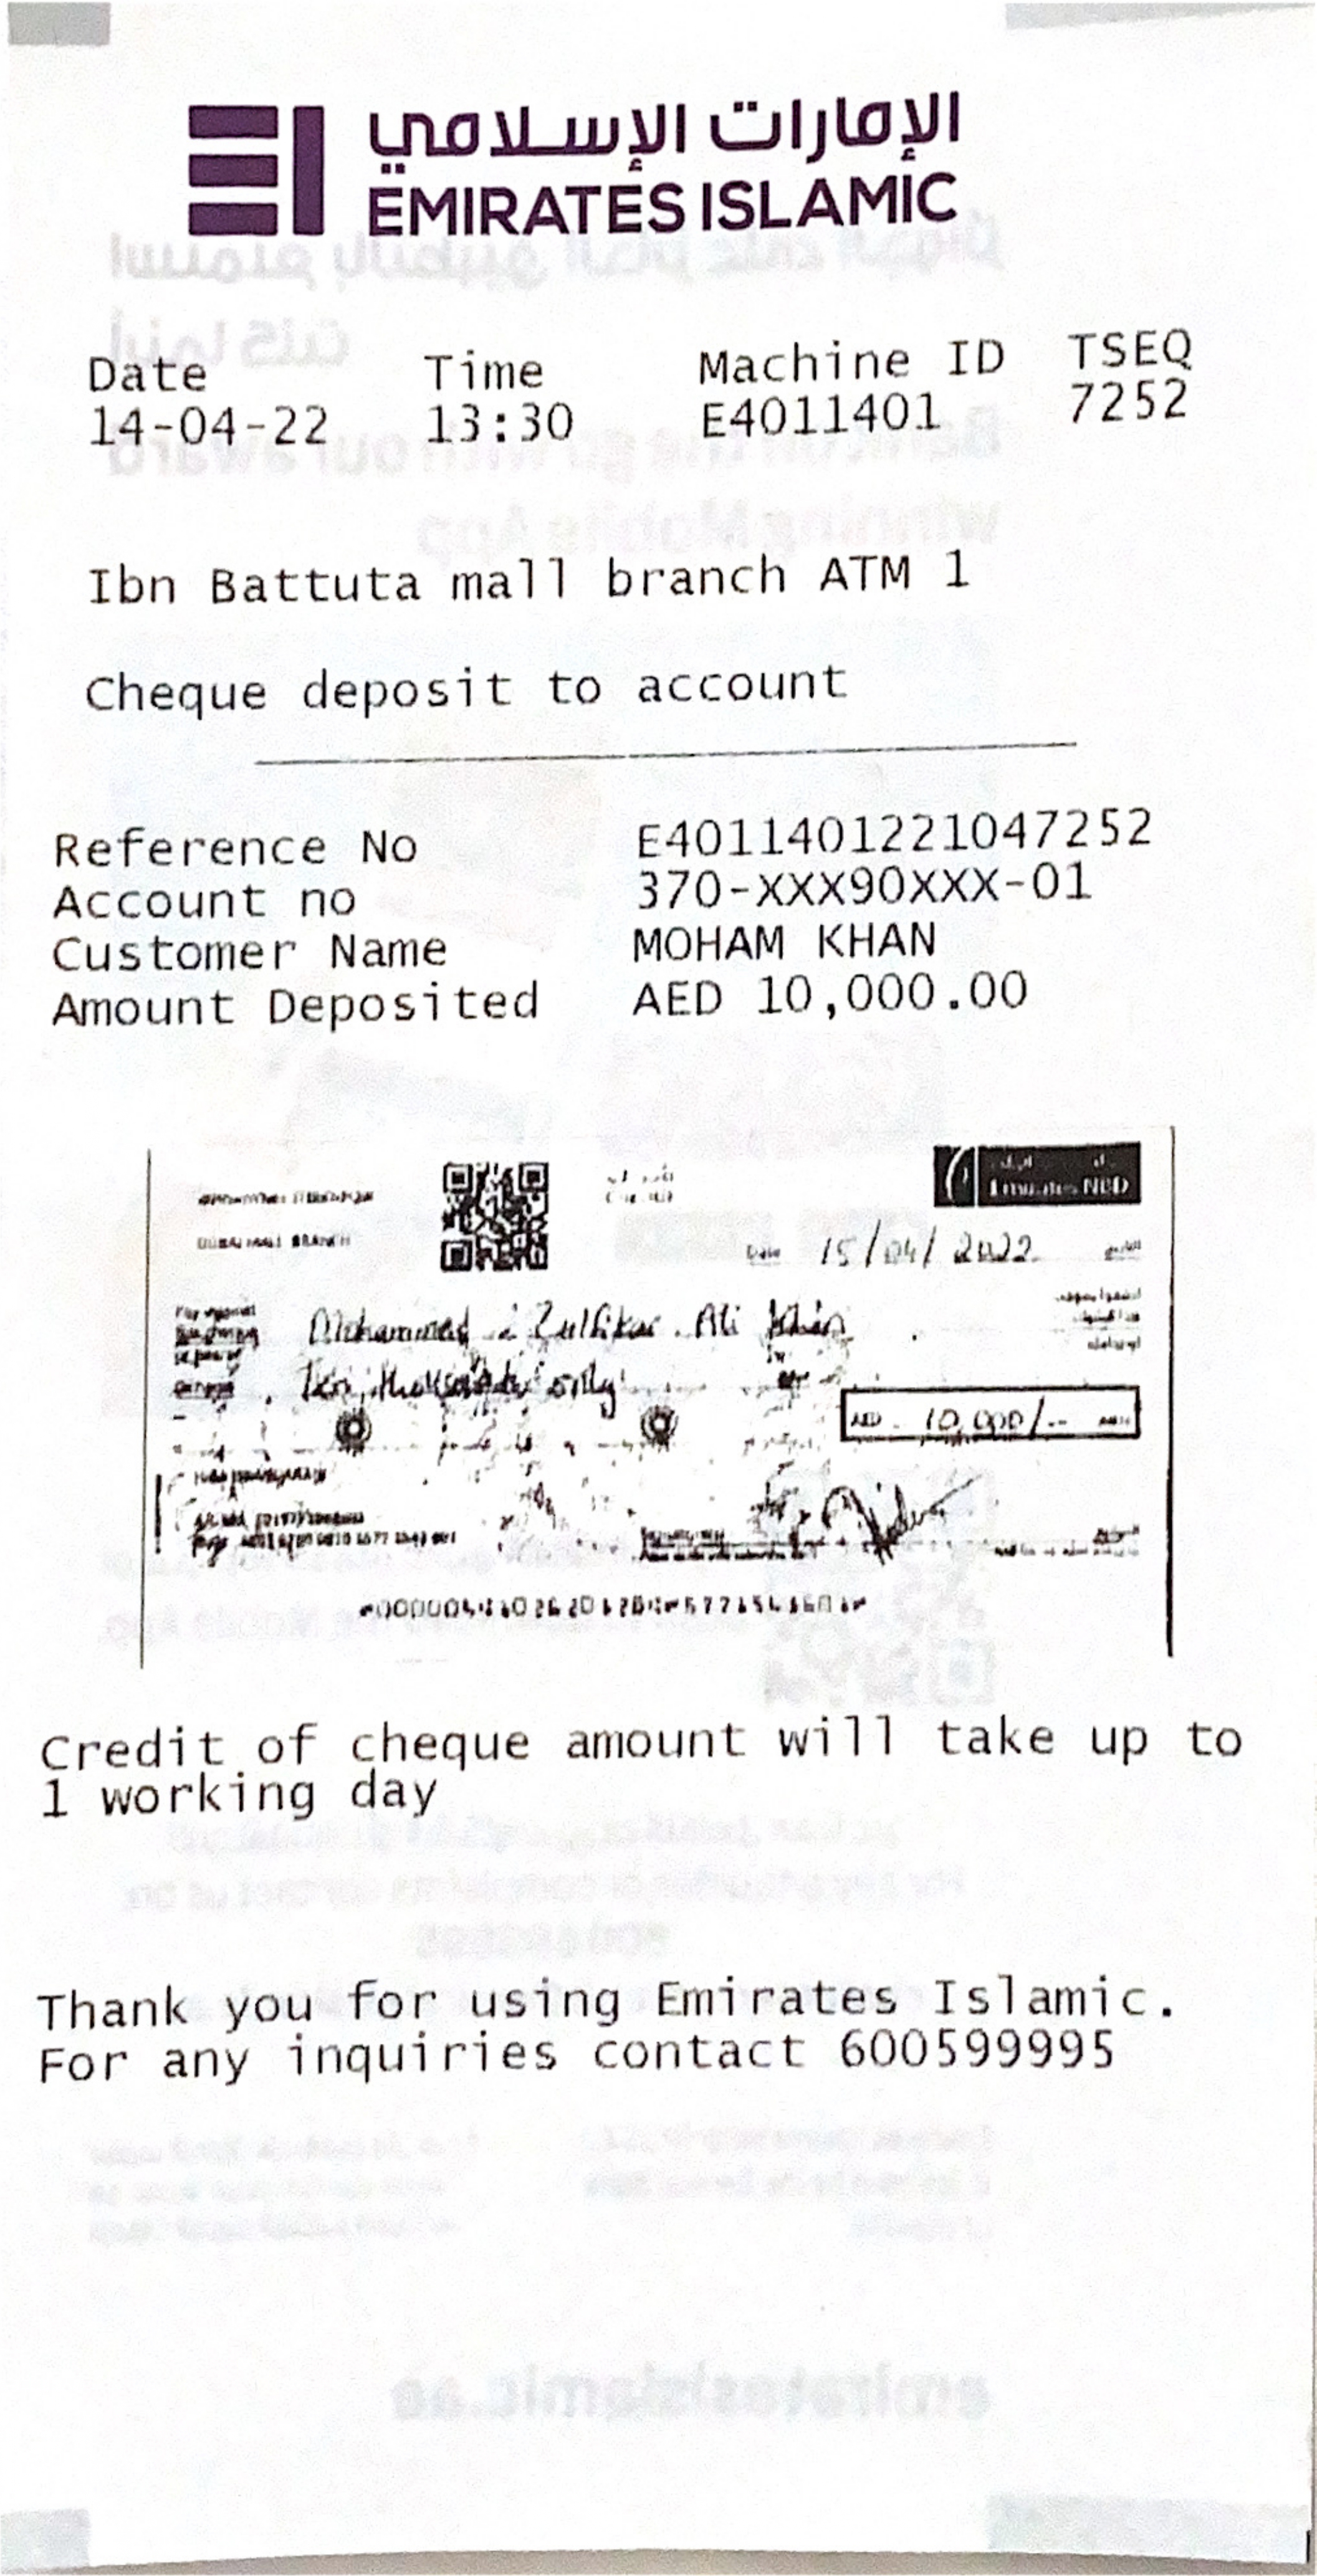 الإمارات الإسلامي
EMIRATES ISLAMIC
Date Time Machine ID TSEQ
14-04-22 13:30 E4011401 7252
Ibn Battuta mall branch ATM 1
Cheque deposit to account
Reference No E4011401221047252
Account no 370-XXX90XXX-01
Customer Name MOHAM KHAN
Amount Deposited AED 10,000.00
Emirates NBD
DUBAI MALL BRANCH
Date 15/04/2022
Mohammed Zulfikar Ali Khan
Ten thousand only
AED 10,000/--
Credit of cheque amount will take up to
1 working day
Thank you for using Emirates Islamic.
For any inquiries contact 600599995